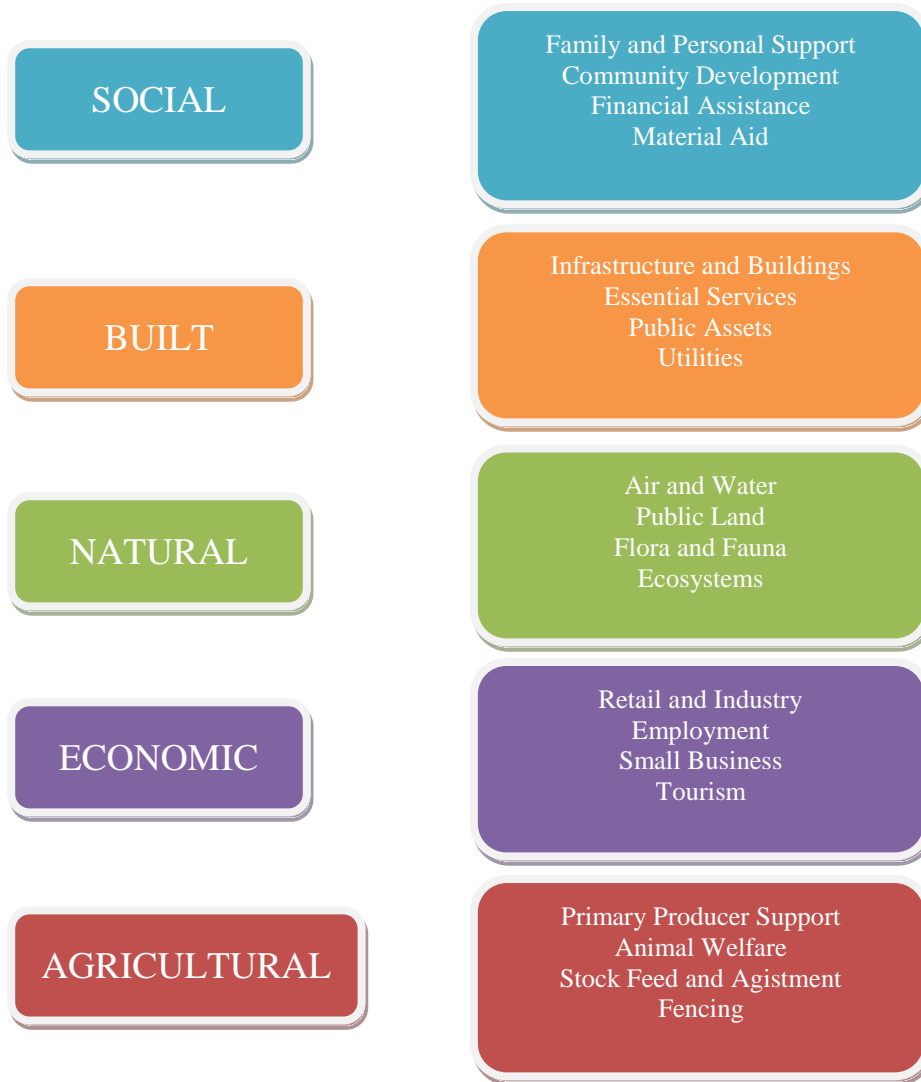 SOCIAL
Family and Personal Support
Community Development
Financial Assistance
Material Aid
BUILT
Infrastructure and Buildings
Essential Services
Public Assets
Utilities
NATURAL
Air and Water
Public Land
Flora and Fauna
Ecosystems
ECONOMIC
Retail and Industry
Employment
Small Business
Tourism
AGRICULTURAL
Primary Producer Support
Animal Welfare
Stock Feed and Agistment
Fencing